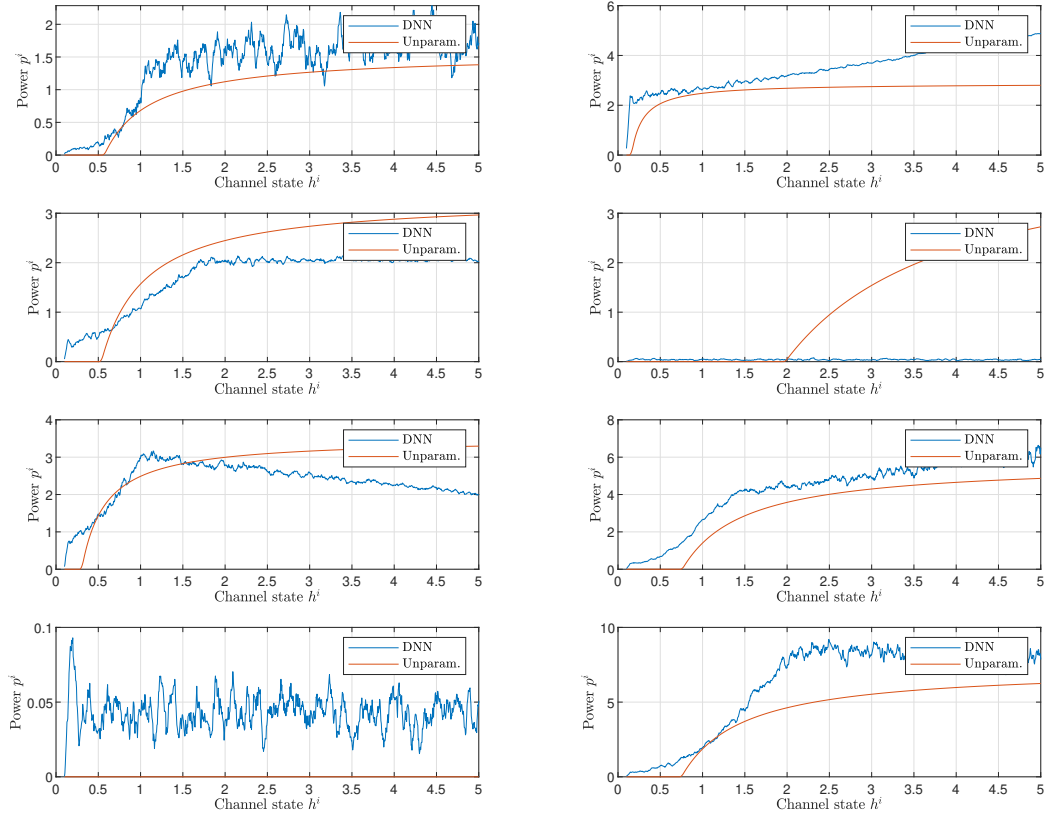 DNN
Unparam.
Power p^i
2
1.5
1
0.5
0
0 0.5 1 1.5 2 2.5 3 3.5 4 4.5 5
Channel state h^i
DNN
Unparam.
Power p^i
6
4
2
0
0.5 1 1.5 2 2.5 3 3.5 4 4.5 5
Channel state h^i
DNN
Unparam.
Power p^i
3
2
1
0
0 0.5 1 1.5 2 2.5 3 3.5 4 4.5 5
Channel state h^i
DNN
Unparam.
Power p^i
3
2
1
0
0.5 1 1.5 2 2.5 3 3.5 4 4.5 5
Channel state h^i
DNN
Unparam.
Power p^i
4
3
2
1
0
0 0.5 1 1.5 2 2.5 3 3.5 4 4.5 5
Channel state h^i
DNN
Unparam.
Power p^i
8
6
4
2
0
0.5 1 1.5 2 2.5 3 3.5 4 4.5 5
Channel state h^i
DNN
Unparam.
Power p^i
0.1
0.05
0
0 0.5 1 1.5 2 2.5 3 3.5 4 4.5 5
Channel state h^i
DNN
Unparam.
Power p^i
10
5
0
0.5 1 1.5 2 2.5 3 3.5 4 4.5 5
Channel state h^i